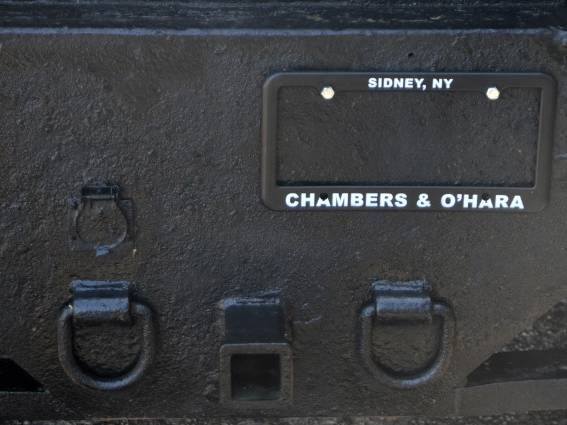 SIDNEY, NY
CHAMBERS & O'HARA